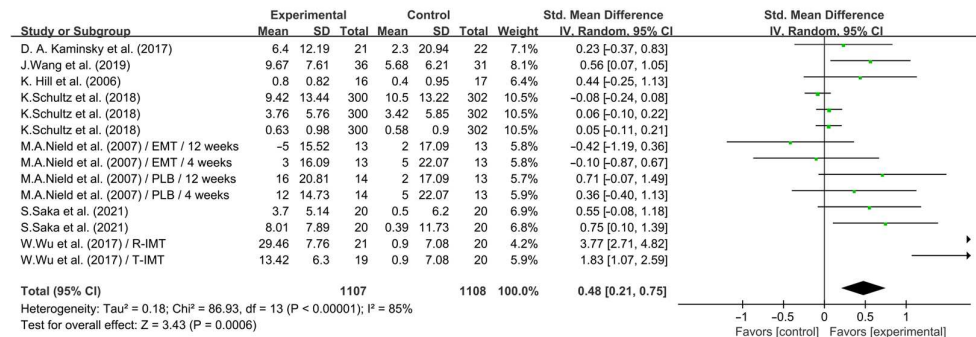 Experimental Control Std. Mean Difference Std. Mean Difference
Study or Subgroup Mean SD Total Mean SD Total Weight IV. Random. 95% CI IV. Random. 95% CI
D. A. Kaminsky et al. (2017) 6.4 12.19 21 2.3 20.94 22 7.1% 0.23 [-0.37, 0.83]
J.Wang et al. (2019) 9.67 7.61 36 5.68 6.21 31 8.4% 0.56 [0.07, 1.05]
K. Hill et al. (2006) 0.8 0.82 16 0.4 0.95 17 6.3% 0.44 [-0.25, 1.13]
K.Schultz et al. (2018) 9.42 13.44 300 10.5 13.22 302 10.5% -0.08 [-0.24, 0.08]
K.Schultz et al. (2018) 3.76 5.76 300 3.42 5.85 302 10.5% 0.06 [-0.10, 0.22]
K.Schultz et al. (2018) 0.63 0.98 300 0.58 0.9 302 10.5% 0.05 [-0.11, 0.21]
M.A.Nield et al. (2007) / EMT / 12 weeks -5 15.52 13 2 17.09 13 5.8% -0.42 [-1.19, 0.36]
M.A.Nield et al. (2007) / EMT / 4 weeks 3 16.09 13 5 22.07 13 5.8% -0.10 [-0.87, 0.67]
M.A.Nield et al. (2007) / PLB / 12 weeks 16 20.81 14 2 17.09 13 5.7% 0.71 [-0.07, 1.49]
M.A.Nield et al. (2007) / PLB / 4 weeks 12 14.73 14 5 22.07 13 5.9% 0.36 [-0.40, 1.13]
S.Saka et al. (2021) 3.7 5.14 20 0.5 6.2 20 6.9% 0.55 [-0.08, 1.18]
S.Saka et al. (2021) 8.01 7.89 20 0.39 11.73 20 6.8% 0.75 [0.10, 1.39]
W.Wu et al. (2017) / R-IMT 29.46 7.76 21 0.9 7.08 20 4.2% 3.77 [2.71, 4.82]
W.Wu et al. (2017) / T-IMT 13.42 6.3 19 0.9 7.08 20 5.9% 1.83 [1.07, 2.59]
Total (95% CI) 1107 1108 100.0% 0.48 [0.21, 0.75]
Heterogeneity: Tau² = 0.18; Chi² = 86.93, df = 13 (P < 0.00001); I² = 85%
Test for overall effect: Z = 3.43 (P = 0.0006)
-1 -0.5 0 0.5 1
Favors [control] Favors [experimental]